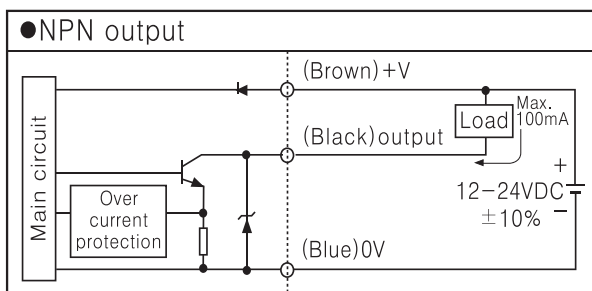 ●NPN output
(Brown)+V
Main circuit
Load
Max.
100mA
(Black)output
Over
current
protection
+
12-24VDC
±10%
−
(Blue)0V